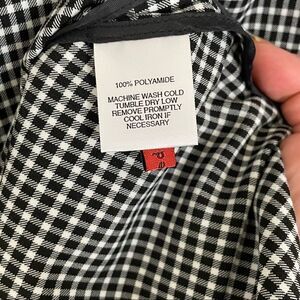 100% POLYAMIDE
MACHINE WASH COLD
TUMBLE DRY LOW
REMOVE PROMPTLY
COOL IRON IF
NECESSARY